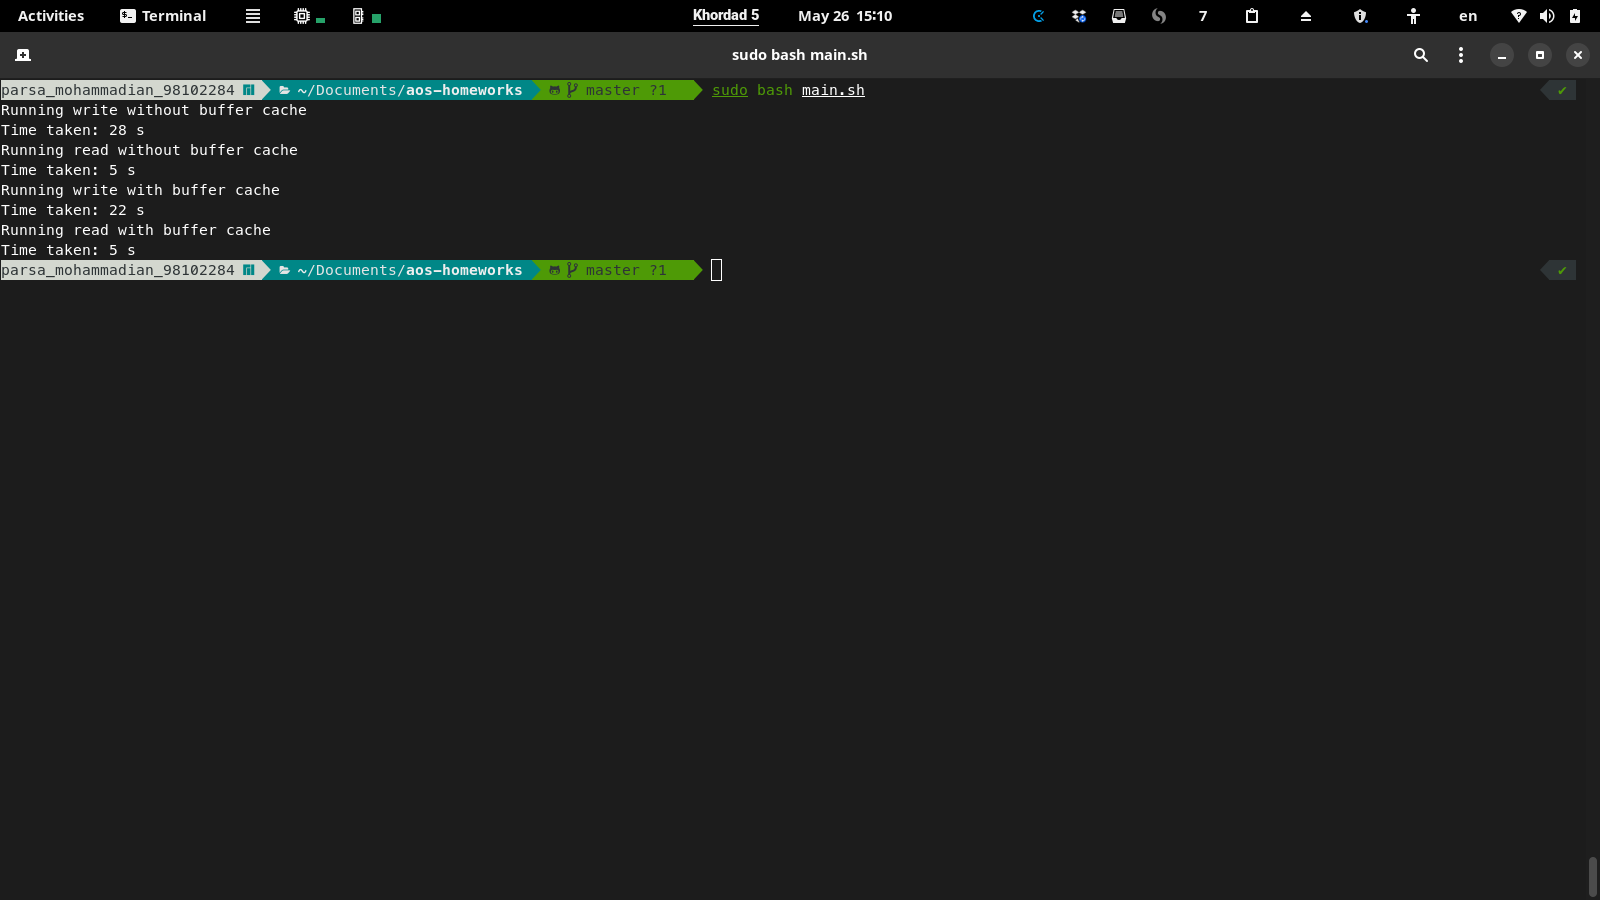 Activities Terminal Khordad 5 May 26 15:10 7 en
sudo bash main.sh
parsa_mohammadian_98102284 ~/Documents/aos-homeworks master ?1 sudo bash main.sh ✔
Running write without buffer cache
Time taken: 28 s
Running read without buffer cache
Time taken: 5 s
Running write with buffer cache
Time taken: 22 s
Running read with buffer cache
Time taken: 5 s
parsa_mohammadian_98102284 ~/Documents/aos-homeworks master ?1 ✔